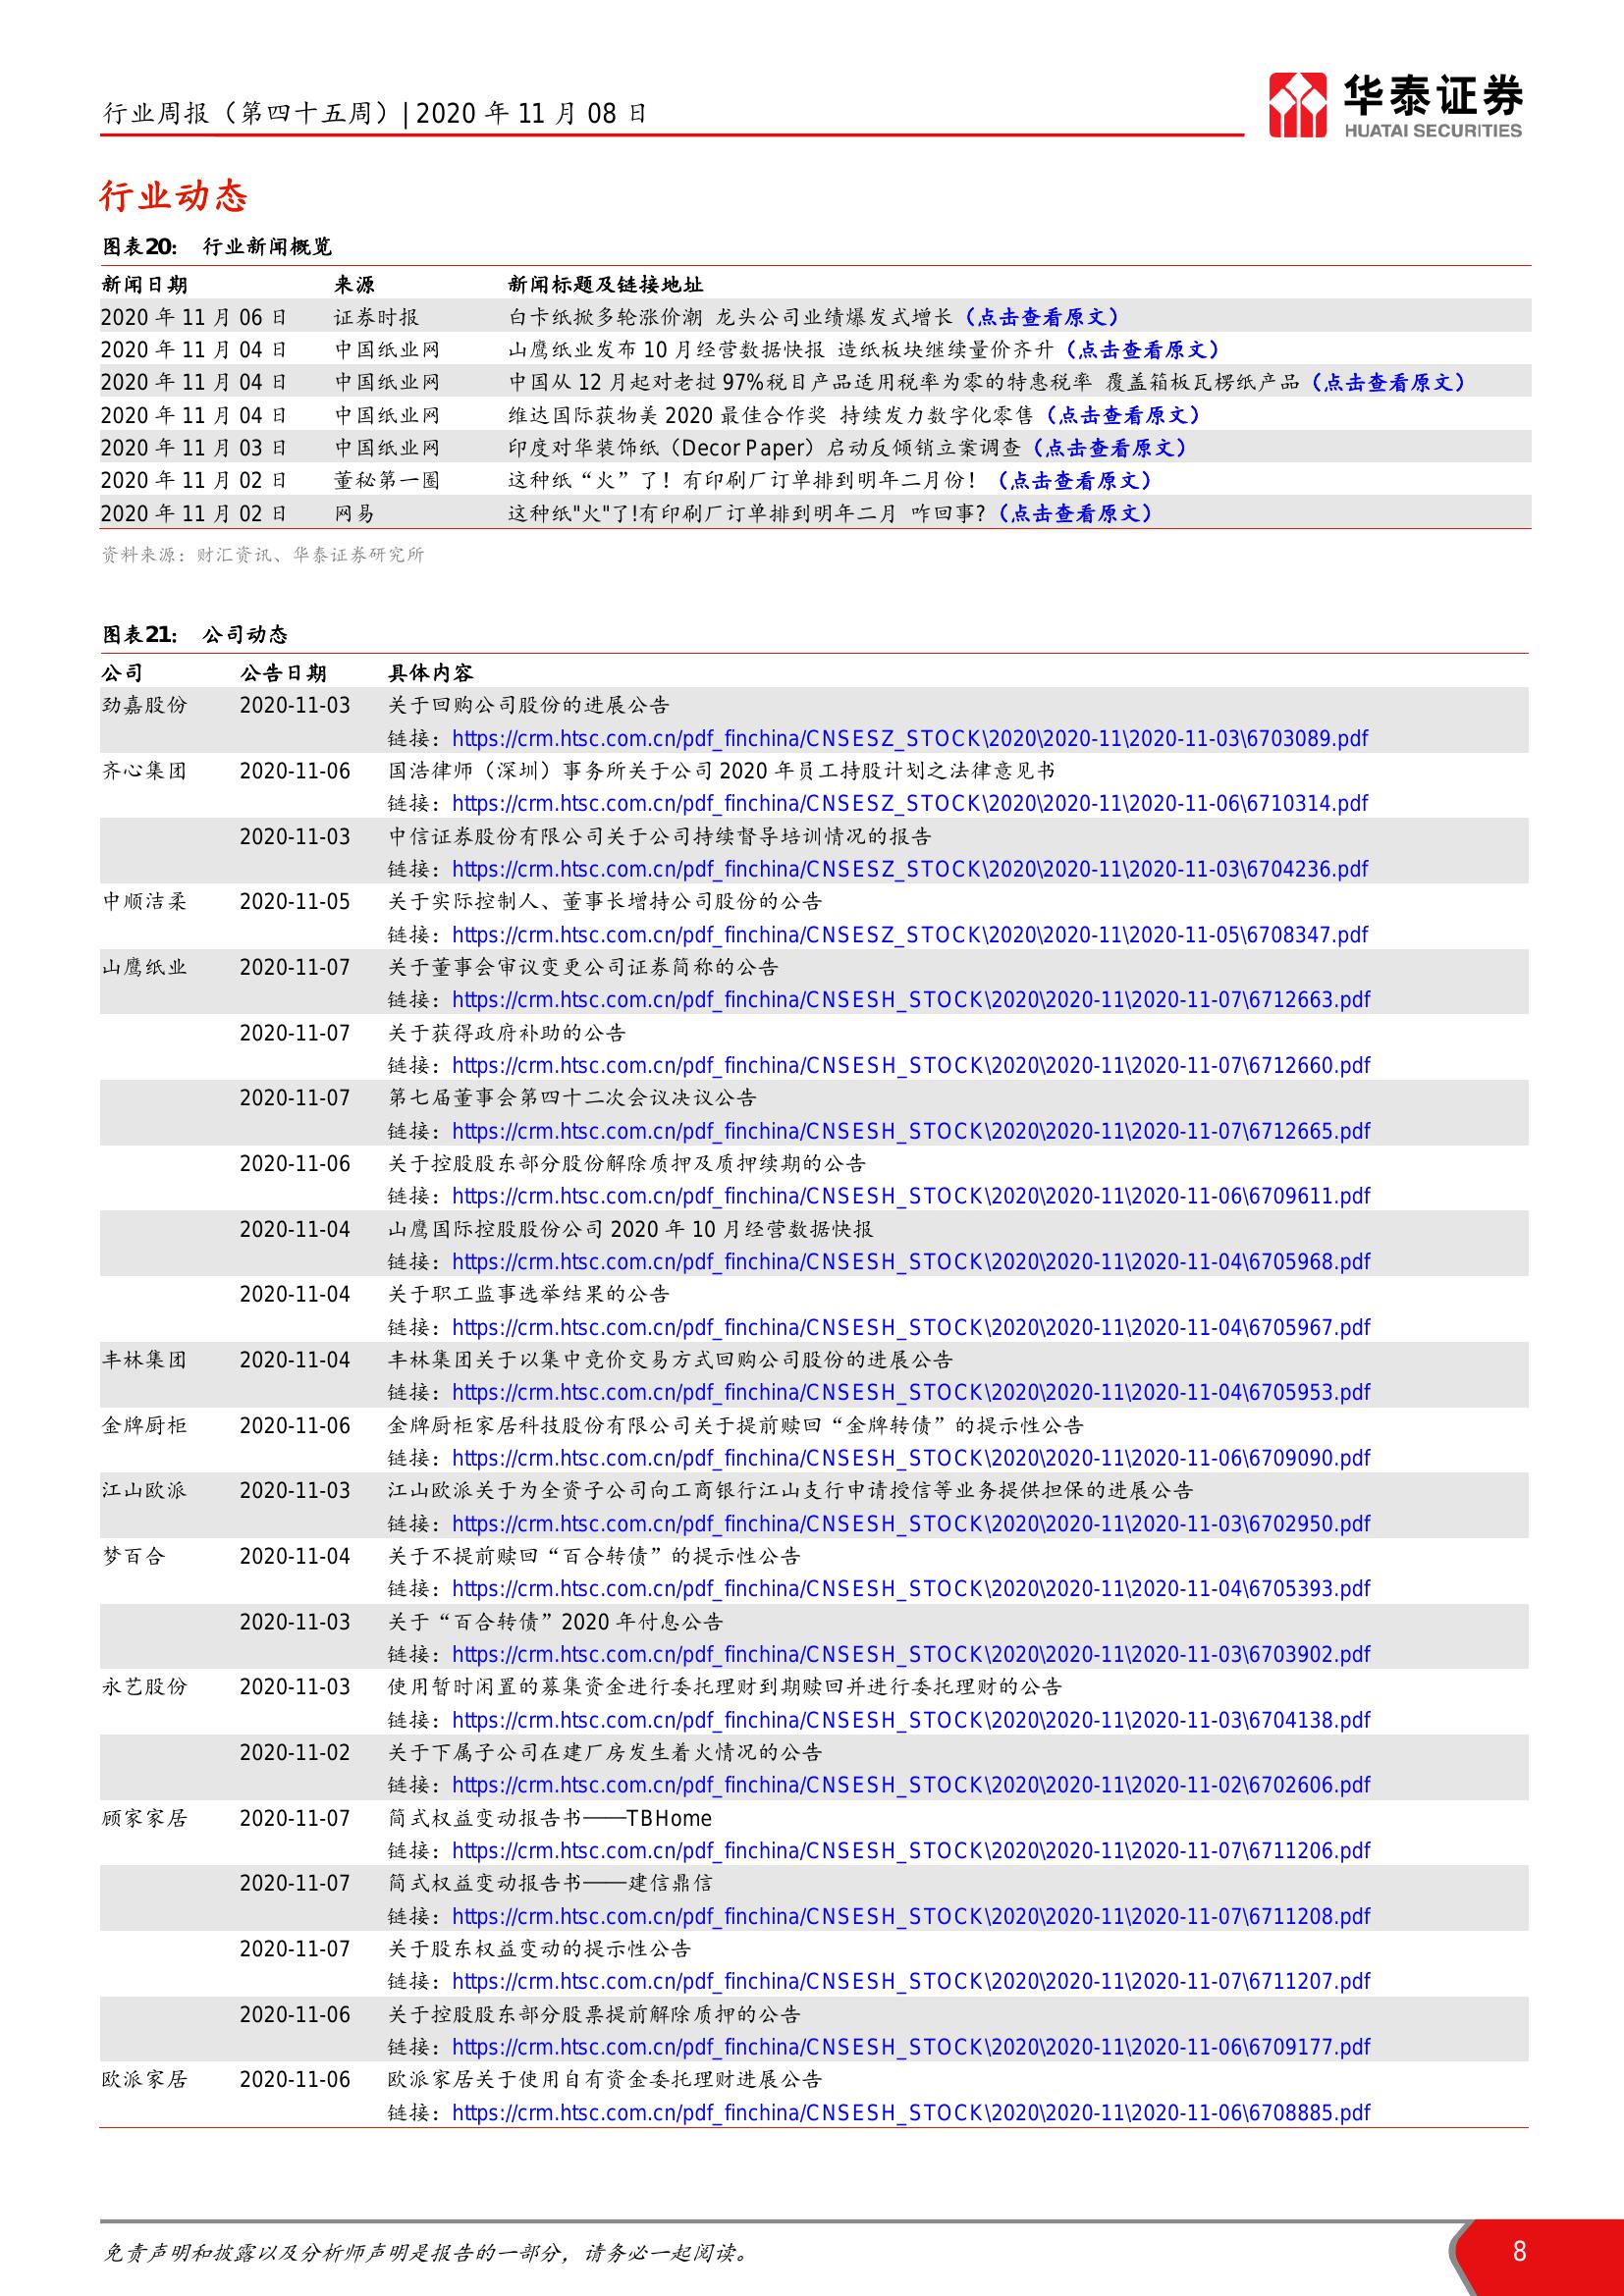 行业周报（第四十五周）| 2020 年 11 月 08 日
华泰证券
HUATAI SECURITIES
行业动态
图表20： 行业新闻概览
新闻日期 来源 新闻标题及链接地址
2020 年 11 月 06 日 证券时报 白卡纸掀多轮涨价潮 龙头公司业绩爆发式增长（点击查看原文）
2020 年 11 月 04 日 中国纸业网 山鹰纸业发布 10 月经营数据快报 造纸板块继续量价齐升（点击查看原文）
2020 年 11 月 04 日 中国纸业网 中国从 12 月起对老挝 97%税目产品适用税率为零的特惠税率 覆盖箱板瓦楞纸产品（点击查看原文）
2020 年 11 月 04 日 中国纸业网 维达国际获物美 2020 最佳合作奖 持续发力数字化零售（点击查看原文）
2020 年 11 月 03 日 中国纸业网 印度对华装饰纸（Decor Paper）启动反倾销立案调查（点击查看原文）
2020 年 11 月 02 日 董秘第一圈 这种纸“火”了！有印刷厂订单排到明年二月份！（点击查看原文）
2020 年 11 月 02 日 网易 这种纸"火"了!有印刷厂订单排到明年二月 咋回事?（点击查看原文）
资料来源：财汇资讯、华泰证券研究所
图表21： 公司动态
公司 公告日期 具体内容
劲嘉股份 2020-11-03 关于回购公司股份的进展公告
链接：https://crm.htsc.com.cn/pdf_finchina/CNSESZ_STOCK\2020\2020-11\2020-11-03\6703089.pdf
齐心集团 2020-11-06 国浩律师（深圳）事务所关于公司 2020 年员工持股计划之法律意见书
链接：https://crm.htsc.com.cn/pdf_finchina/CNSESZ_STOCK\2020\2020-11\2020-11-06\6710314.pdf
2020-11-03 中信证券股份有限公司关于公司持续督导培训情况的报告
链接：https://crm.htsc.com.cn/pdf_finchina/CNSESZ_STOCK\2020\2020-11\2020-11-03\6704236.pdf
中顺洁柔 2020-11-05 关于实际控制人、董事长增持公司股份的公告
链接：https://crm.htsc.com.cn/pdf_finchina/CNSESZ_STOCK\2020\2020-11\2020-11-05\6708347.pdf
山鹰纸业 2020-11-07 关于董事会审议变更公司证券简称的公告
链接：https://crm.htsc.com.cn/pdf_finchina/CNSESH_STOCK\2020\2020-11\2020-11-07\6712663.pdf
2020-11-07 关于获得政府补助的公告
链接：https://crm.htsc.com.cn/pdf_finchina/CNSESH_STOCK\2020\2020-11\2020-11-07\6712660.pdf
2020-11-07 第七届董事会第四十二次会议决议公告
链接：https://crm.htsc.com.cn/pdf_finchina/CNSESH_STOCK\2020\2020-11\2020-11-07\6712665.pdf
2020-11-06 关于控股股东部分股份解除质押及质押续期的公告
链接：https://crm.htsc.com.cn/pdf_finchina/CNSESH_STOCK\2020\2020-11\2020-11-06\6709611.pdf
2020-11-04 山鹰国际控股股份公司 2020 年 10 月经营数据快报
链接：https://crm.htsc.com.cn/pdf_finchina/CNSESH_STOCK\2020\2020-11\2020-11-04\6705968.pdf
2020-11-04 关于职工监事选举结果的公告
链接：https://crm.htsc.com.cn/pdf_finchina/CNSESH_STOCK\2020\2020-11\2020-11-04\6705967.pdf
丰林集团 2020-11-04 丰林集团关于以集中竞价交易方式回购公司股份的进展公告
链接：https://crm.htsc.com.cn/pdf_finchina/CNSESH_STOCK\2020\2020-11\2020-11-04\6705953.pdf
金牌厨柜 2020-11-06 金牌厨柜家居科技股份有限公司关于提前赎回“金牌转债”的提示性公告
链接：https://crm.htsc.com.cn/pdf_finchina/CNSESH_STOCK\2020\2020-11\2020-11-06\6709090.pdf
江山欧派 2020-11-03 江山欧派关于为全资子公司向工商银行江山支行申请授信等业务提供担保的进展公告
链接：https://crm.htsc.com.cn/pdf_finchina/CNSESH_STOCK\2020\2020-11\2020-11-03\6702950.pdf
梦百合 2020-11-04 关于不提前赎回“百合转债”的提示性公告
链接：https://crm.htsc.com.cn/pdf_finchina/CNSESH_STOCK\2020\2020-11\2020-11-04\6705393.pdf
2020-11-03 关于“百合转债”2020 年付息公告
链接：https://crm.htsc.com.cn/pdf_finchina/CNSESH_STOCK\2020\2020-11\2020-11-03\6703902.pdf
永艺股份 2020-11-03 使用暂时闲置的募集资金进行委托理财到期赎回并进行委托理财的公告
链接：https://crm.htsc.com.cn/pdf_finchina/CNSESH_STOCK\2020\2020-11\2020-11-03\6704138.pdf
2020-11-02 关于下属子公司在建厂房发生着火情况的公告
链接：https://crm.htsc.com.cn/pdf_finchina/CNSESH_STOCK\2020\2020-11\2020-11-02\6702606.pdf
顾家家居 2020-11-07 简式权益变动报告书——TBHome
链接：https://crm.htsc.com.cn/pdf_finchina/CNSESH_STOCK\2020\2020-11\2020-11-07\6711206.pdf
2020-11-07 简式权益变动报告书——建信鼎信
链接：https://crm.htsc.com.cn/pdf_finchina/CNSESH_STOCK\2020\2020-11\2020-11-07\6711208.pdf
2020-11-07 关于股东权益变动的提示性公告
链接：https://crm.htsc.com.cn/pdf_finchina/CNSESH_STOCK\2020\2020-11\2020-11-07\6711207.pdf
2020-11-06 关于控股股东部分股票提前解除质押的公告
链接：https://crm.htsc.com.cn/pdf_finchina/CNSESH_STOCK\2020\2020-11\2020-11-06\6709177.pdf
欧派家居 2020-11-06 欧派家居关于使用自有资金委托理财进展公告
链接：https://crm.htsc.com.cn/pdf_finchina/CNSESH_STOCK\2020\2020-11\2020-11-06\6708885.pdf
免责声明和披露以及分析师声明是报告的一部分，请务必一起阅读。 8